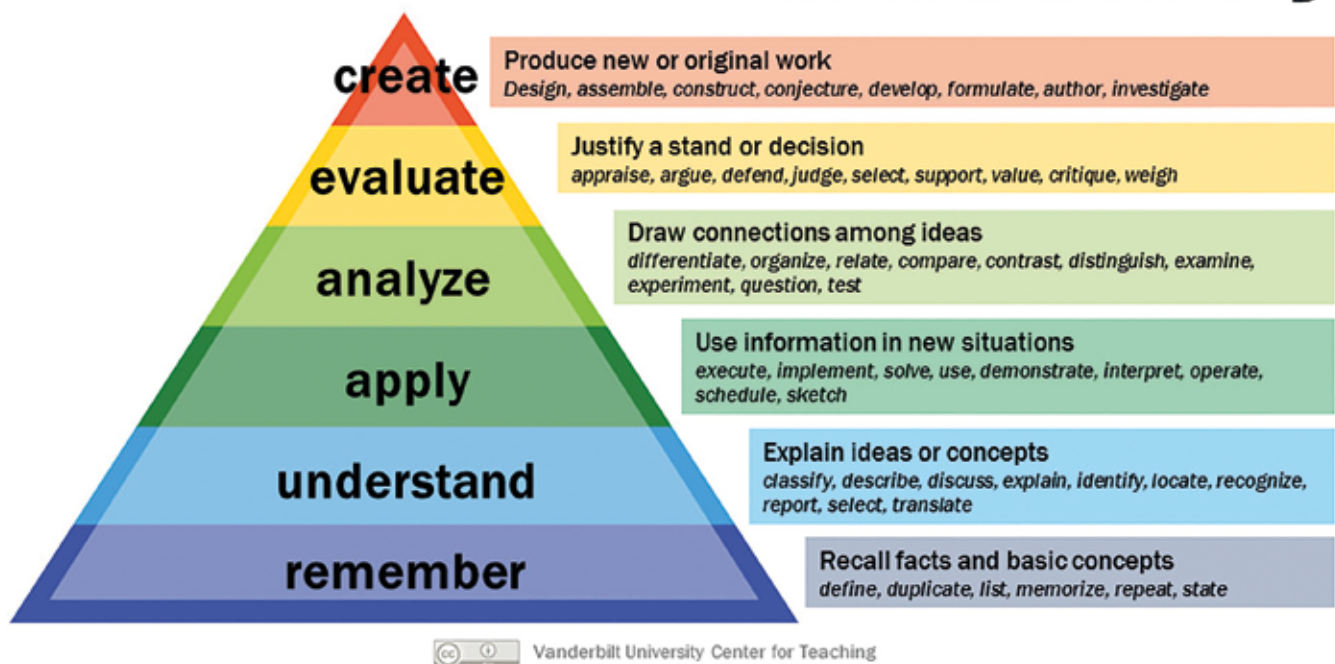 create
Produce new or original work
Design, assemble, construct, conjecture, develop, formulate, author, investigate
evaluate
Justify a stand or decision
appraise, argue, defend, judge, select, support, value, critique, weigh
analyze
Draw connections among ideas
differentiate, organize, relate, compare, contrast, distinguish, examine,
experiment, question, test
apply
Use information in new situations
execute, implement, solve, use, demonstrate, interpret, operate,
schedule, sketch
understand
Explain ideas or concepts
classify, describe, discuss, explain, identify, locate, recognize,
report, select, translate
remember
Recall facts and basic concepts
define, duplicate, list, memorize, repeat, state
cc
Vanderbilt University Center for Teaching